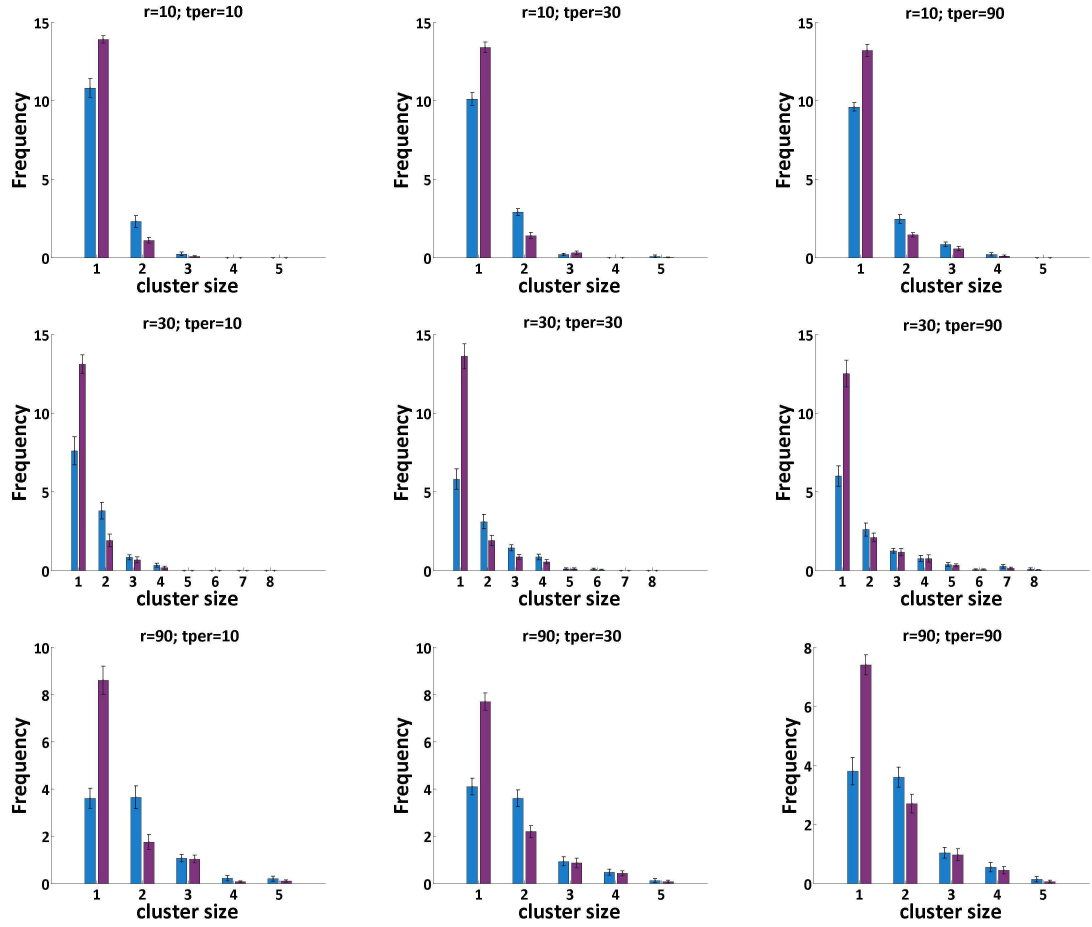 r=10; tper=10
r=10; tper=30
r=10; tper=90
Frequency
15
10
5
0
1 2 3 4 5
cluster size
Frequency
15
10
5
0
1 2 3 4 5
cluster size
Frequency
15
10
5
0
1 2 3 4 5
cluster size
r=30; tper=10
r=30; tper=30
r=30; tper=90
Frequency
15
10
5
0
1 2 3 4 5 6 7 8
cluster size
Frequency
15
10
5
0
1 2 3 4 5 6 7 8
cluster size
Frequency
15
10
5
0
1 2 3 4 5 6 7 8
cluster size
r=90; tper=10
r=90; tper=30
r=90; tper=90
Frequency
10
8
6
4
2
0
1 2 3 4 5
cluster size
Frequency
10
8
6
4
2
0
1 2 3 4 5
cluster size
Frequency
8
6
4
2
0
1 2 3 4 5
cluster size